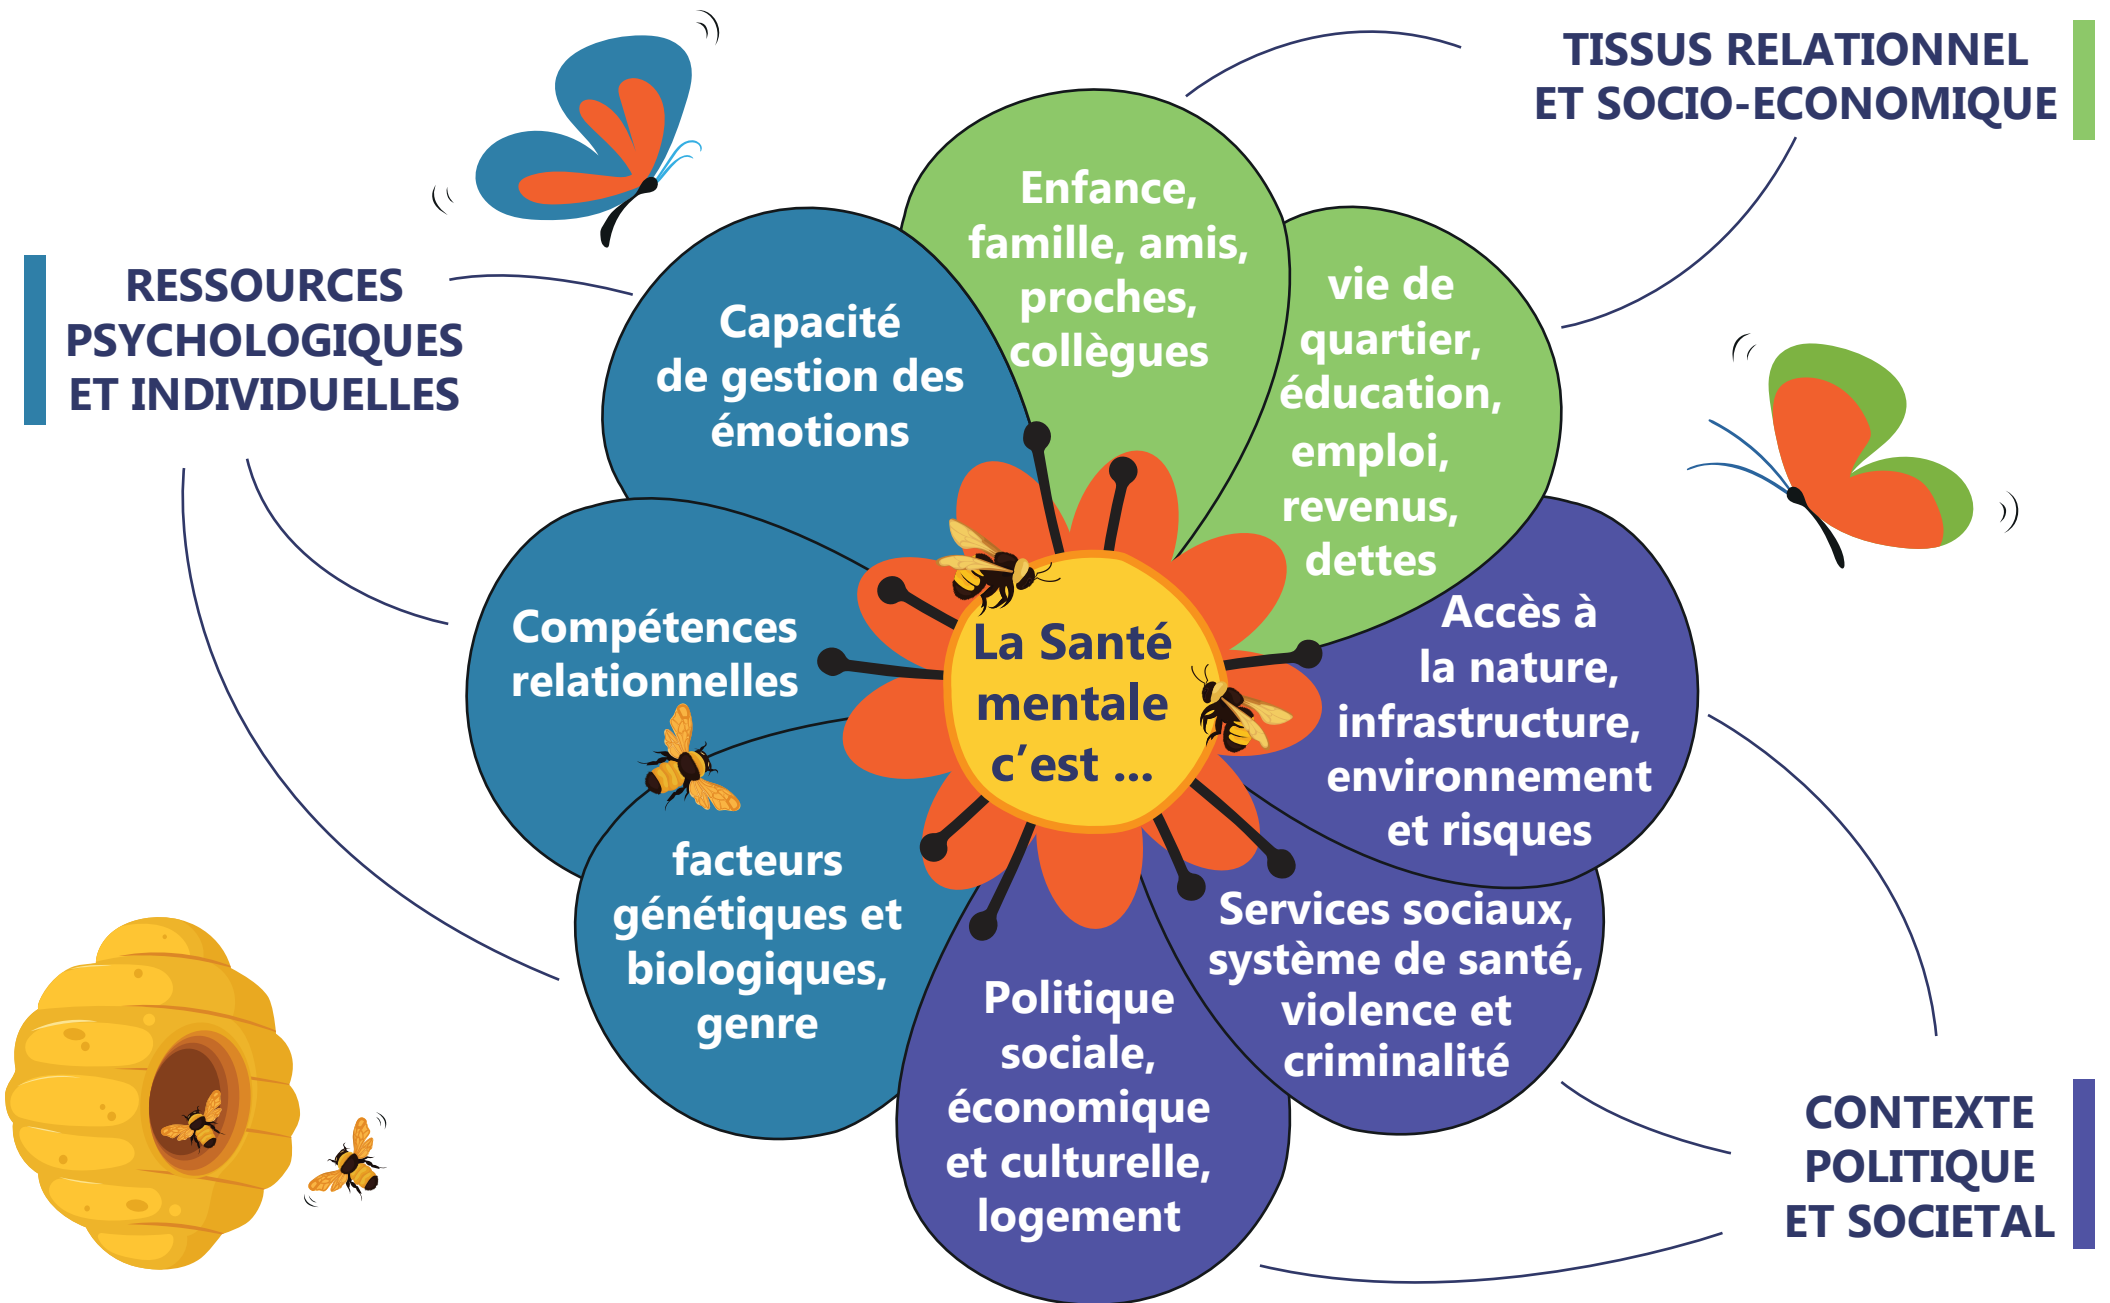 TISSUS RELATIONNEL
ET SOCIO-ECONOMIQUE
RESSOURCES
PSYCHOLOGIQUES
ET INDIVIDUELLES
Enfance,
famille, amis,
proches,
collègues
vie de
quartier,
éducation,
emploi,
revenus,
dettes
Capacité
de gestion des
émotions
Compétences
relationnelles
La Santé
mentale
c’est ...
Accès à
la nature,
infrastructure,
environnement
et risques
facteurs
génétiques et
biologiques,
genre
Services sociaux,
système de santé,
violence et
criminalité
Politique
sociale,
économique
et culturelle,
logement
CONTEXTE
POLITIQUE
ET SOCIETAL